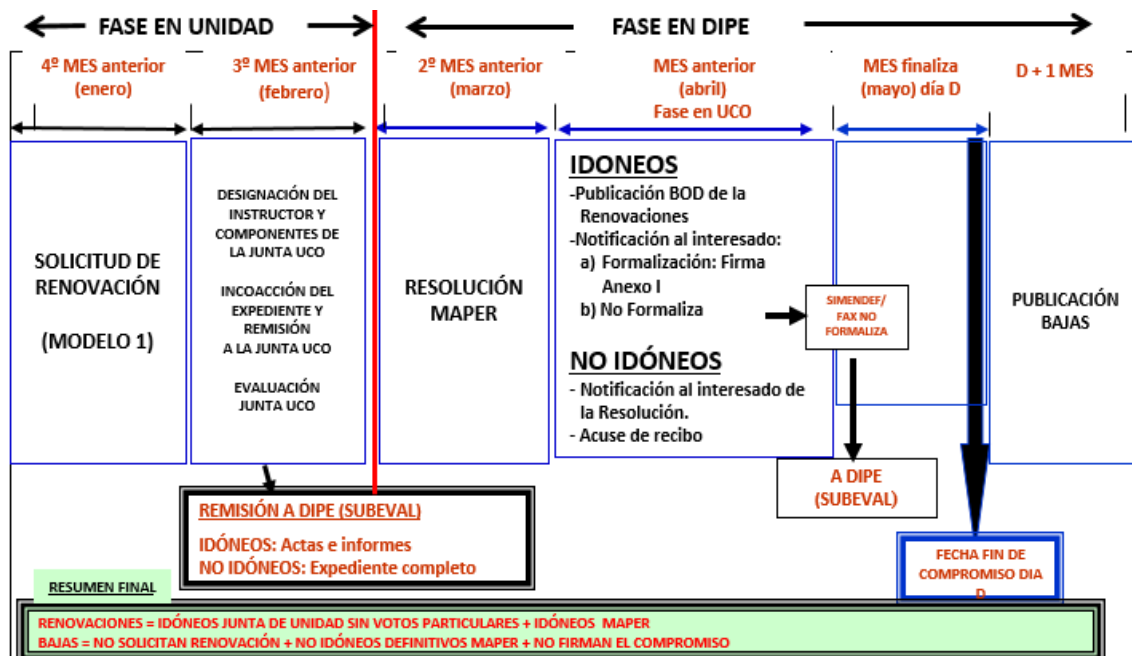 FASE EN UNIDAD
FASE EN DIPE
4º MES anterior
(enero)
3º MES anterior
(febrero)
2º MES anterior
(marzo)
MES anterior
(abril)
Fase en UCO
MES finaliza
(mayo) día D
D + 1 MES
SOLICITUD DE
RENOVACIÓN
(MODELO 1)
DESIGNACIÓN DEL
INSTRUCTOR Y
COMPONENTES DE
LA JUNTA UCO
INCOACCIÓN DEL
EXPEDIENTE Y
REMISIÓN
A LA JUNTA UCO
EVALUACIÓN
JUNTA UCO
RESOLUCIÓN
MAPER
IDONEOS
-Publicación BOD de la
Renovaciones
-Notificación al interesado:
a) Formalización: Firma
Anexo I
b) No Formaliza
NO IDÓNEOS
- Notificación al interesado de
la Resolución.
- Acuse de recibo
SIMENDEF/
FAX NO
FORMALIZA
PUBLICACIÓN
BAJAS
A DIPE
(SUBEVAL)
REMISIÓN A DIPE (SUBEVAL)
IDÓNEOS: Actas e informes
NO IDÓNEOS: Expediente completo
FECHA FIN DE
COMPROMISO DIA
D
RESUMEN FINAL
RENOVACIONES = IDÓNEOS JUNTA DE UNIDAD SIN VOTOS PARTICULARES + IDÓNEOS MAPER
BAJAS = NO SOLICITAN RENOVACIÓN + NO IDÓNEOS DEFINITIVOS MAPER + NO FIRMAN EL COMPROMISO